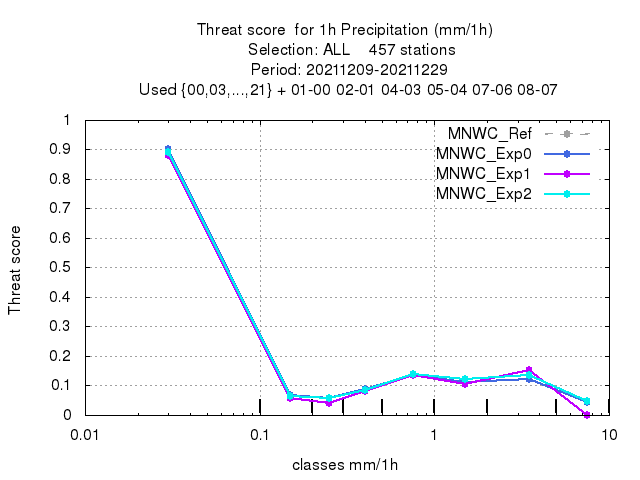 Threat score  for 1h Precipitation (mm/1h)
Selection: ALL    457 stations
Period: 20211209-20211229
Used {00,03,...,21} + 01-00 02-01 04-03 05-04 07-06 08-07
MNWC_Ref
MNWC_Exp0
MNWC_Exp1
MNWC_Exp2
Threat score
1
0.9
0.8
0.7
0.6
0.5
0.4
0.3
0.2
0.1
0
0.01 0.1 1 10
classes mm/1h